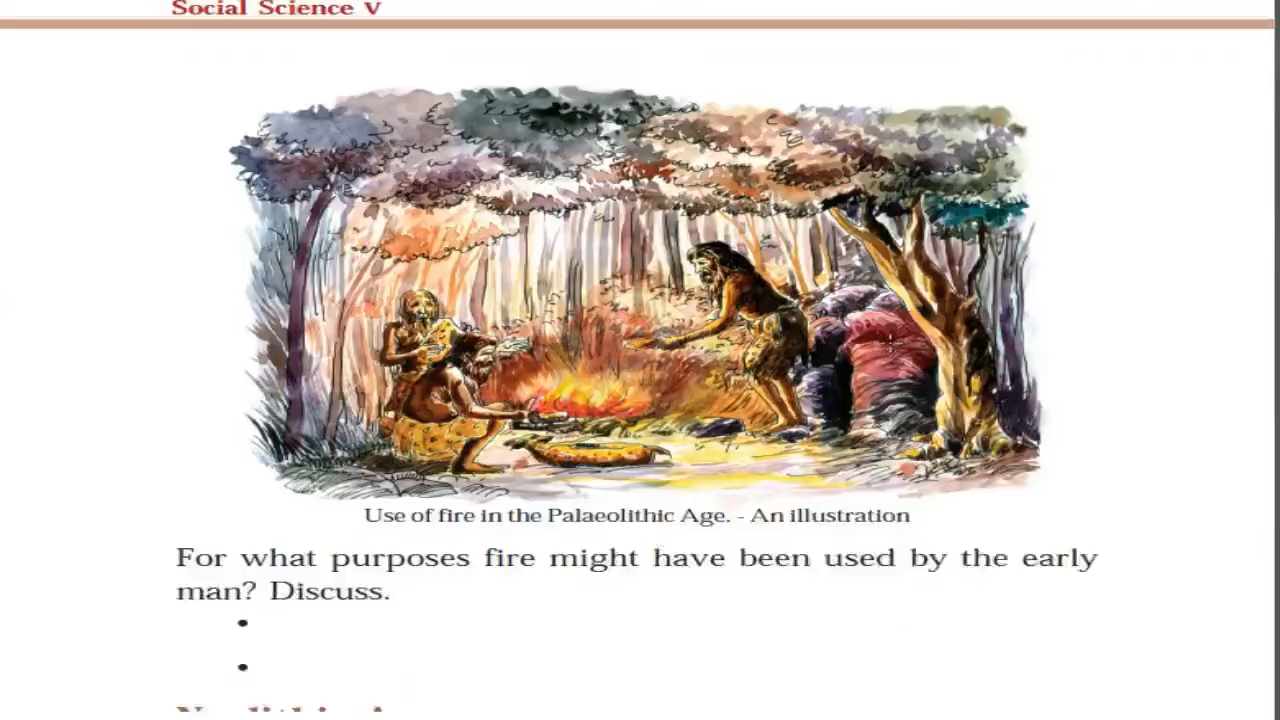 Social Science V
Use of fire in the Palaeolithic Age. - An illustration
For what purposes fire might have been used by the early
man? Discuss.
•
•